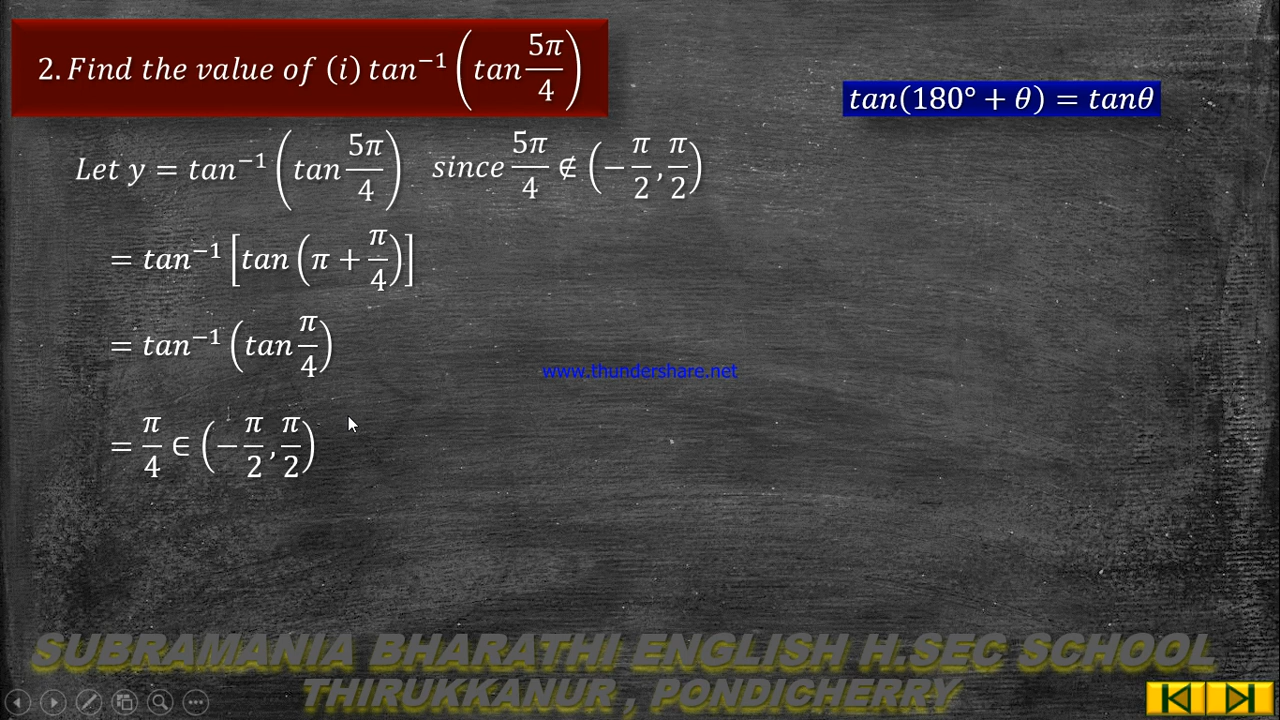 2. Find the value of (i) tan⁻¹(tan 5π/4)
tan(180° + θ) = tanθ
Let y = tan⁻¹(tan 5π/4) since 5π/4 ∉ (−π/2, π/2)
= tan⁻¹[tan(π + π/4)]
= tan⁻¹(tan π/4)
www.thundershare.net
= π/4 ∈ (−π/2, π/2)
SUBRAMANIA BHARATHI ENGLISH H.SEC SCHOOL
THIRUKKANUR , PONDICHERRY